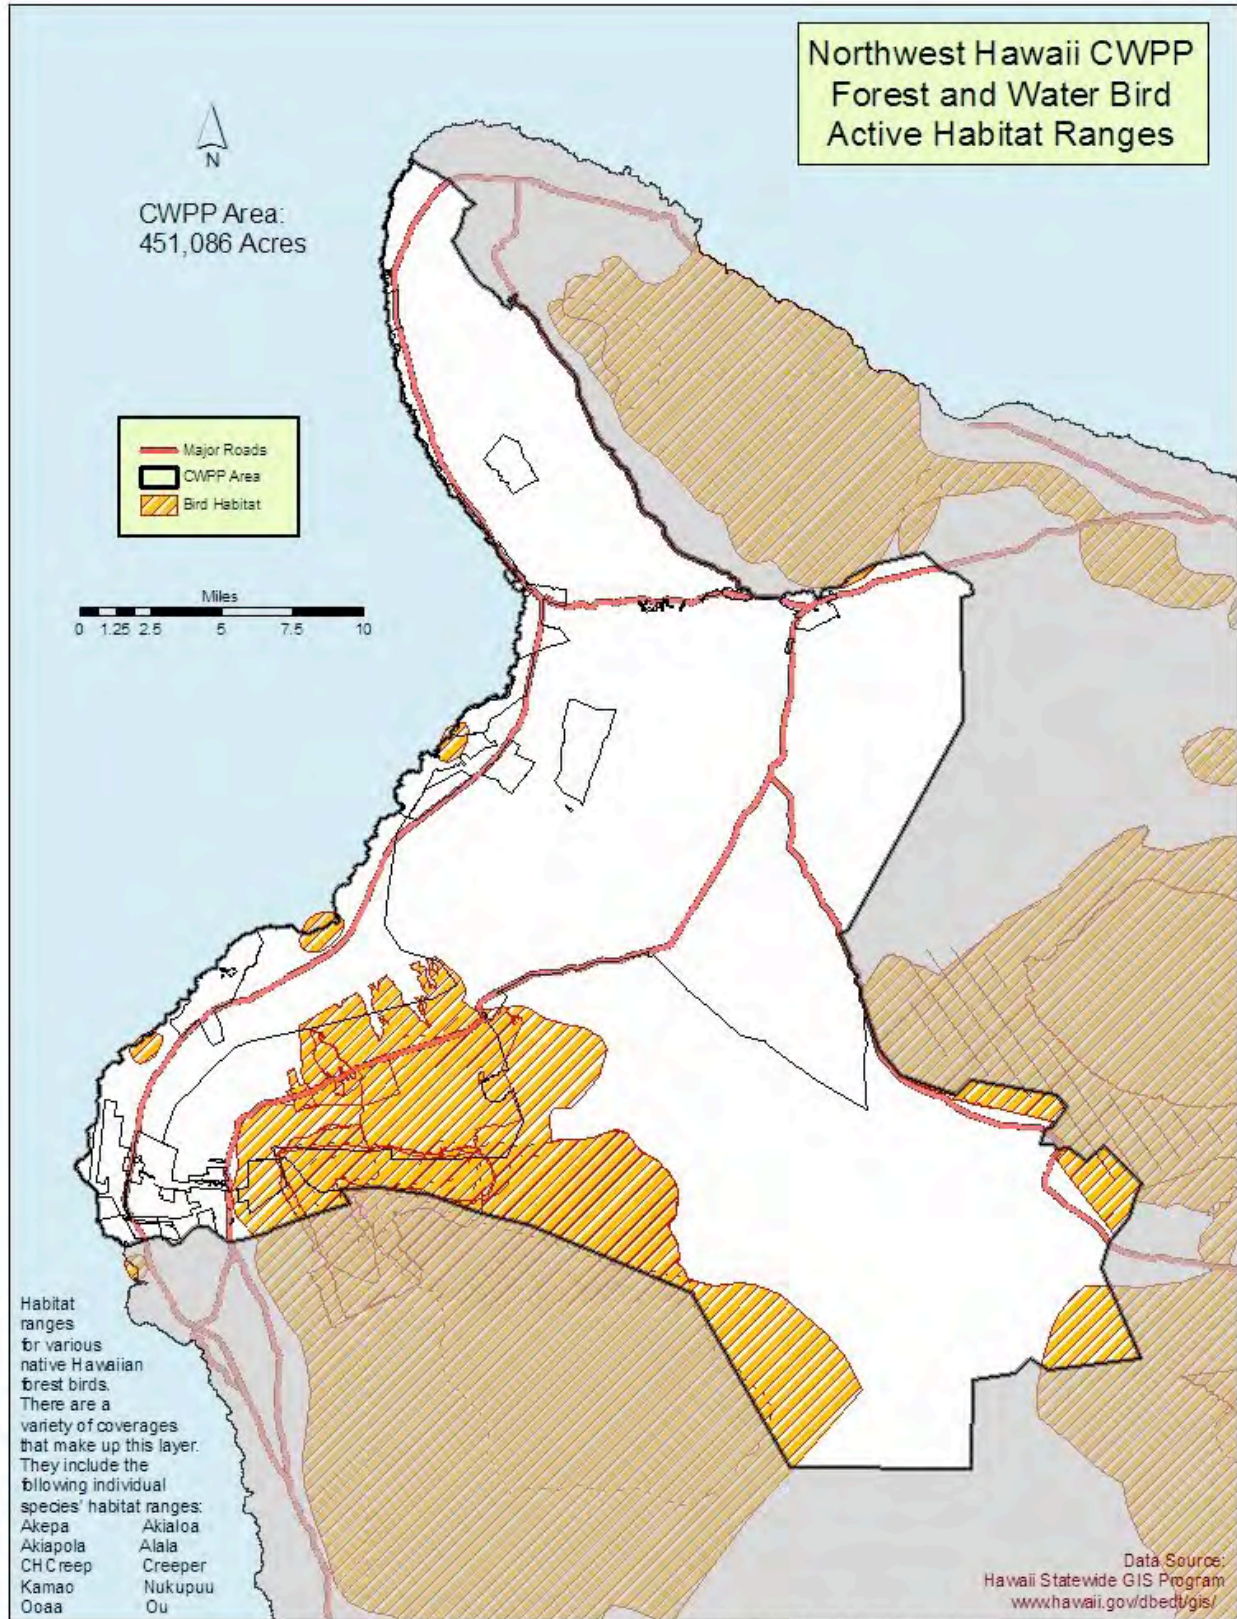 Northwest Hawaii CWPP
Forest and Water Bird
Active Habitat Ranges
N
CWPP Area:
451,086 Acres
Major Roads
CWPP Area
Bird Habitat
Miles
0 1.25 2.5 5 7.5 10
Habitat
ranges
for various
native Hawaiian
forest birds.
There are a
variety of coverages
that make up this layer.
They include the
following individual
species' habitat ranges:
Akepa Akialoa
Akiapola Alala
CHCreep Creeper
Kamao Nukupuu
Ooaa Ou
Data Source:
Hawaii Statewide GIS Program
www.hawaii.gov/dbedt/gis/